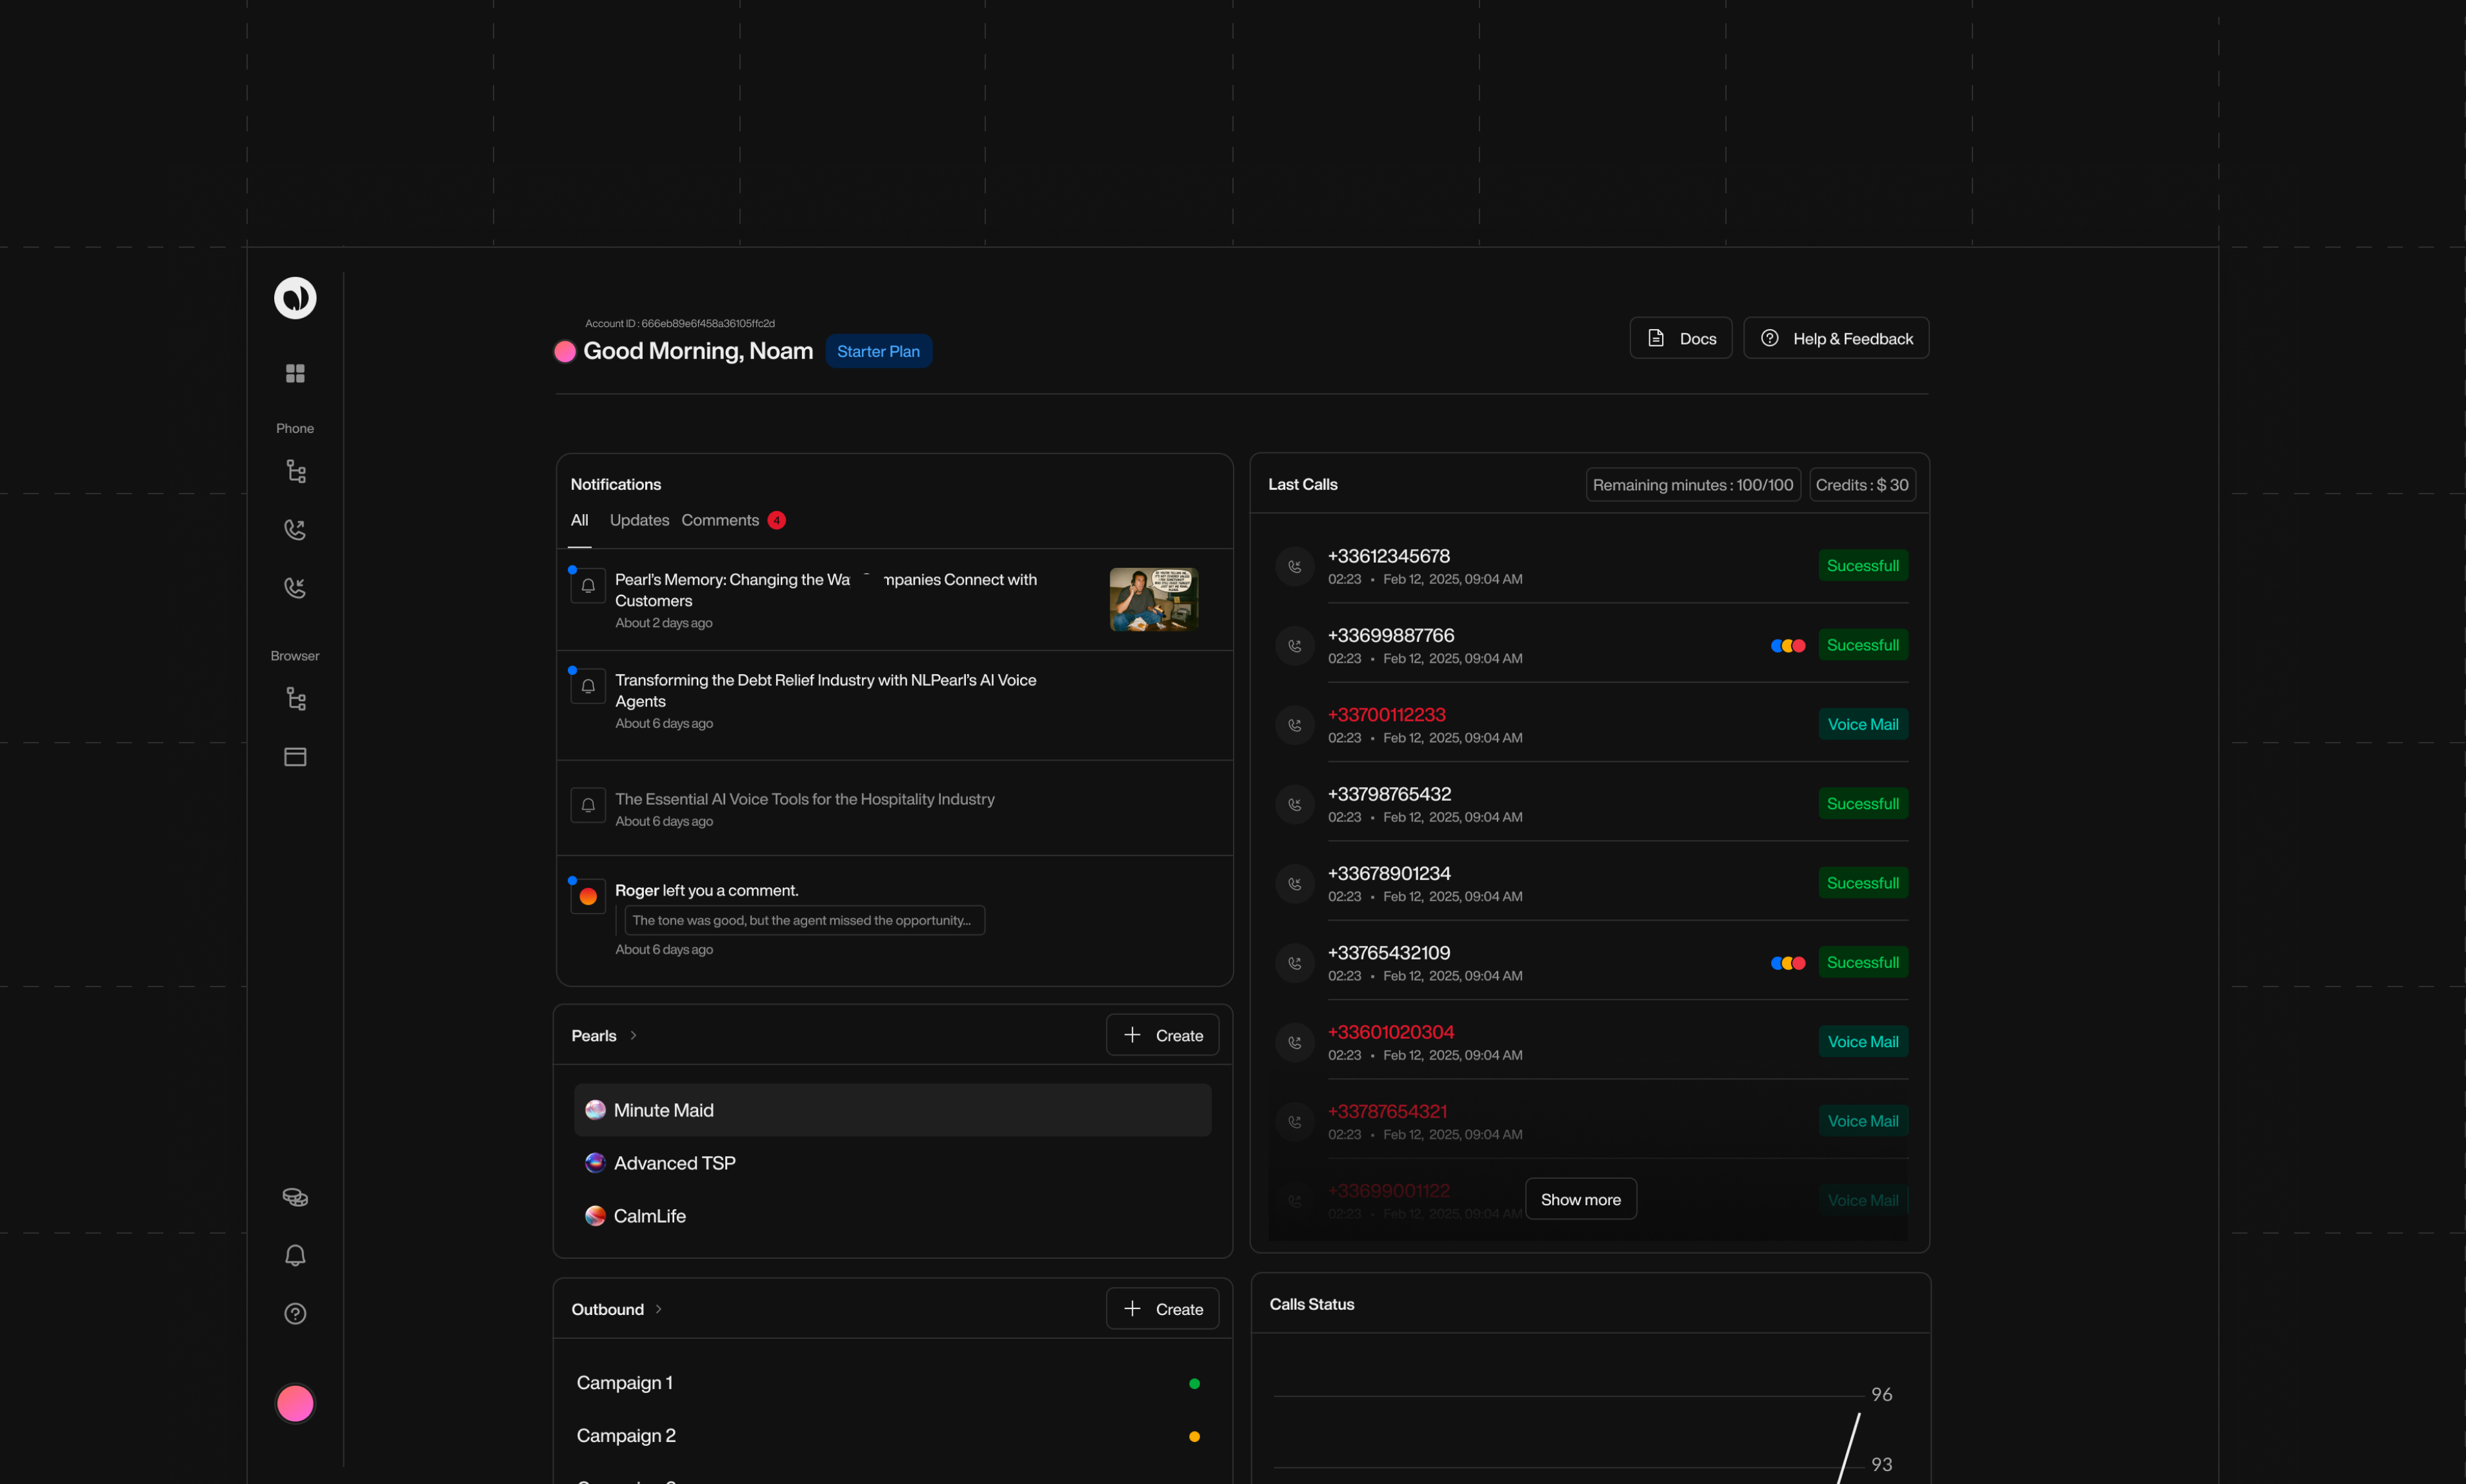 Account ID : 666eb89e6f458a36105ffc2d
Good Morning, Noam
Starter Plan
Docs
Help & Feedback
Phone
Browser
Notifications
All
Updates
Comments
4
Pearl's Memory: Changing the Wa mpanies Connect with
Customers
About 2 days ago
Transforming the Debt Relief Industry with NLPearl's AI Voice
Agents
About 6 days ago
The Essential AI Voice Tools for the Hospitality Industry
About 6 days ago
Roger left you a comment.
The tone was good, but the agent missed the opportunity...
About 6 days ago
Pearls
Create
Minute Maid
Advanced TSP
CalmLife
Outbound
Create
Campaign 1
Campaign 2
Last Calls
Remaining minutes : 100/100
Credits : $ 30
+33612345678
02:23 • Feb 12, 2025, 09:04 AM
Sucessfull
+33699887766
02:23 • Feb 12, 2025, 09:04 AM
Sucessfull
+33700112233
02:23 • Feb 12, 2025, 09:04 AM
Voice Mail
+33798765432
02:23 • Feb 12, 2025, 09:04 AM
Sucessfull
+33678901234
02:23 • Feb 12, 2025, 09:04 AM
Sucessfull
+33765432109
02:23 • Feb 12, 2025, 09:04 AM
Sucessfull
+33601020304
02:23 • Feb 12, 2025, 09:04 AM
Voice Mail
+33787654321
02:23 • Feb 12, 2025, 09:04 AM
Voice Mail
+33699001122
02:23 • Feb 12, 2025, 09:04 AM
Voice Mail
Show more
Calls Status
96
93